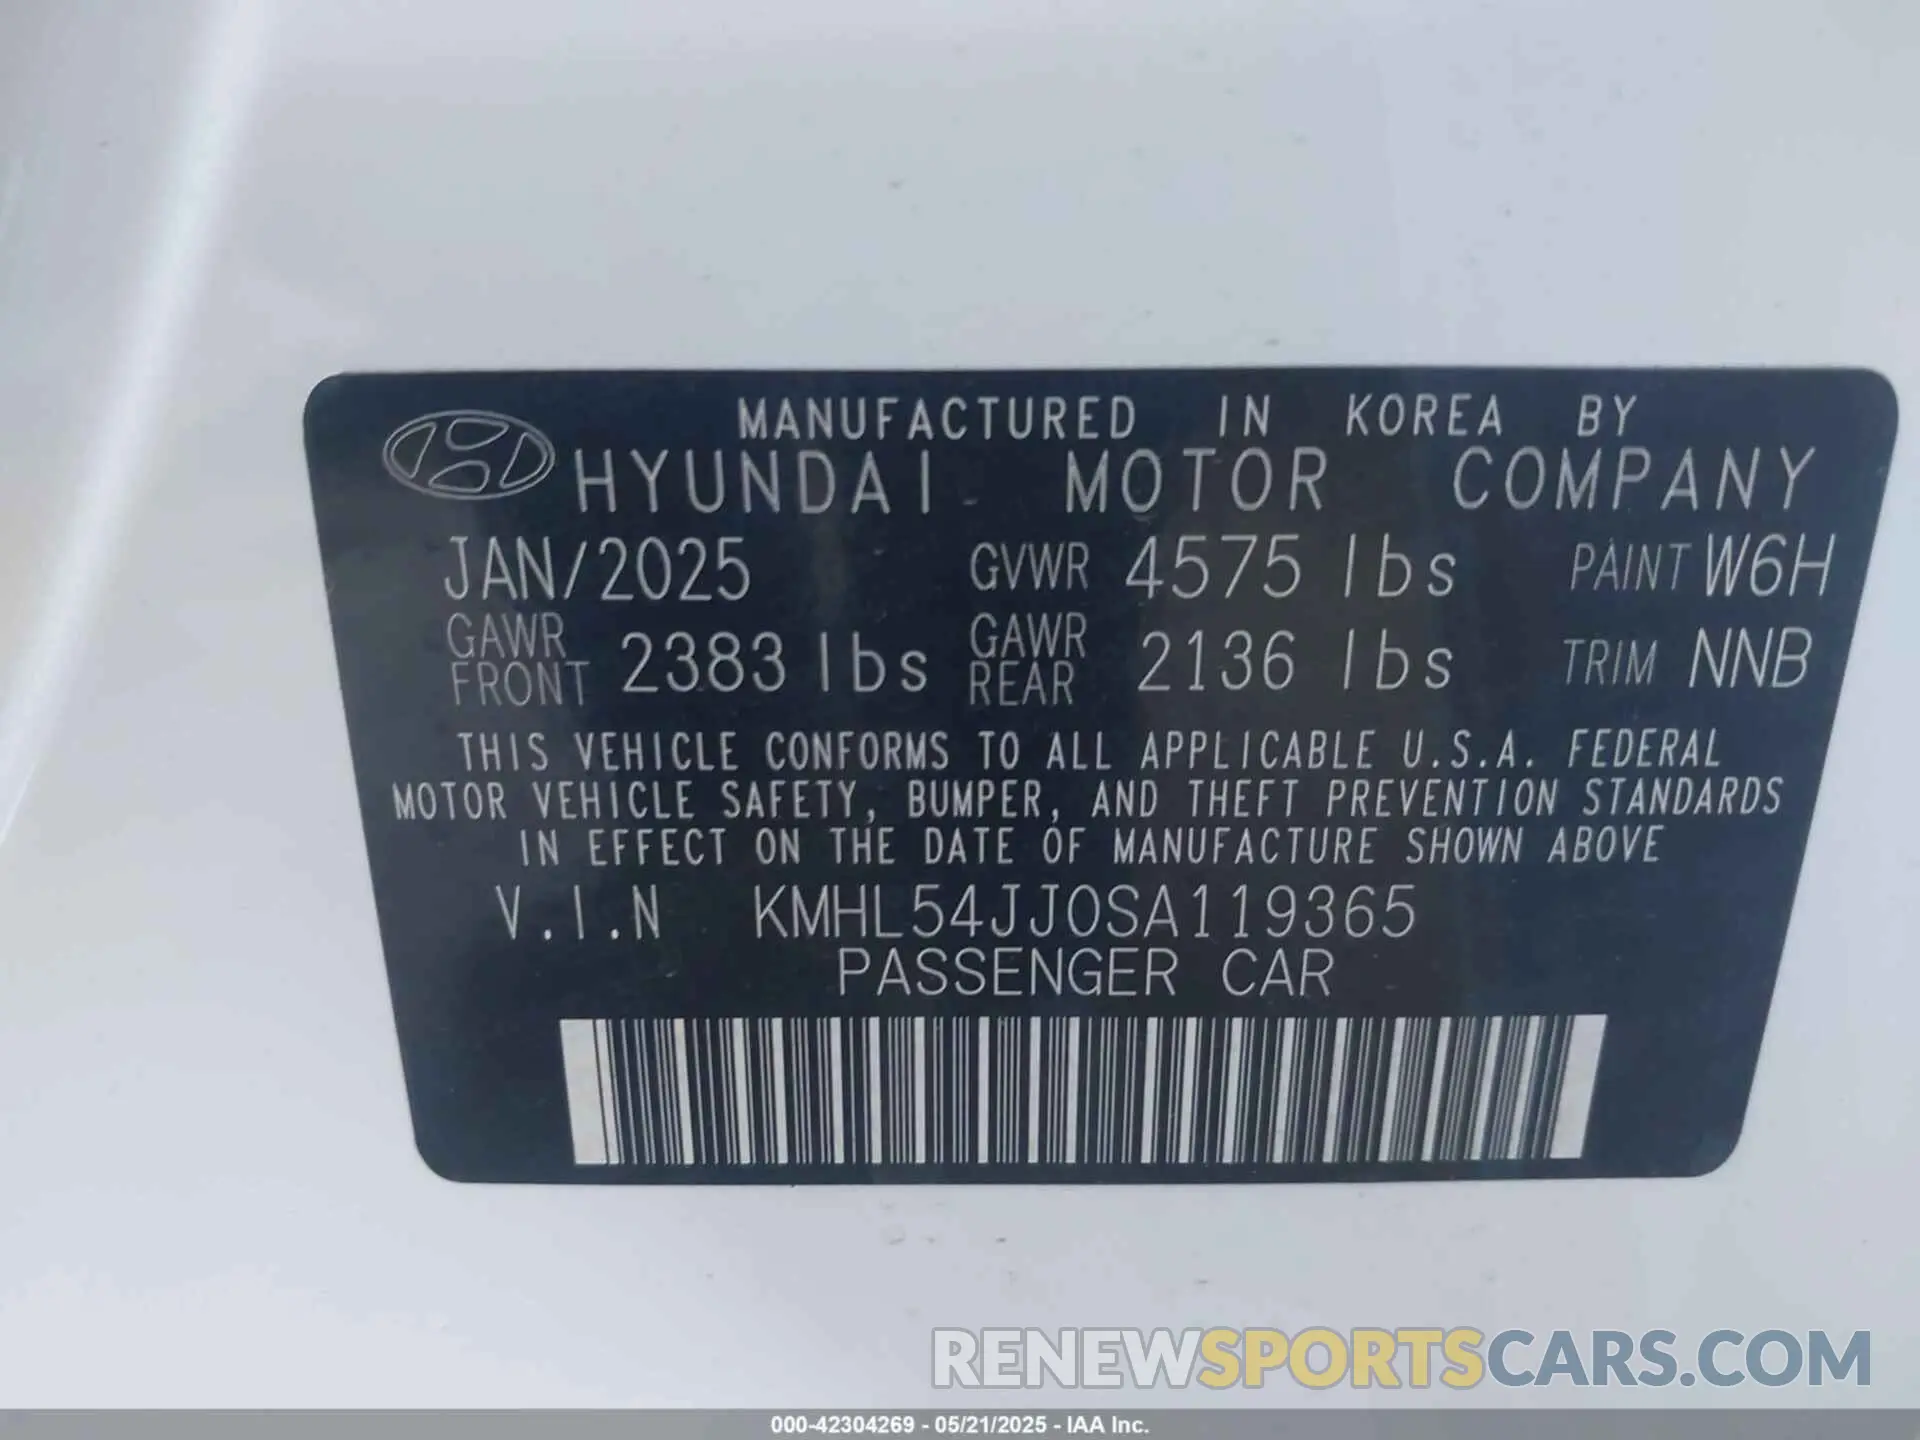 MANUFACTURED IN KOREA BY
HYUNDAI MOTOR COMPANY
JAN/2025 GVWR 4575 lbs PAINT W6H
GAWR FRONT 2383 lbs GAWR REAR 2136 lbs TRIM NNB
THIS VEHICLE CONFORMS TO ALL APPLICABLE U.S.A. FEDERAL
MOTOR VEHICLE SAFETY, BUMPER, AND THEFT PREVENTION STANDARDS
IN EFFECT ON THE DATE OF MANUFACTURE SHOWN ABOVE
V.I.N KMHL54JJ0SA119365
PASSENGER CAR
RENEWSPORTSCARS.COM
000-42304269 - 05/21/2025 - IAA Inc.